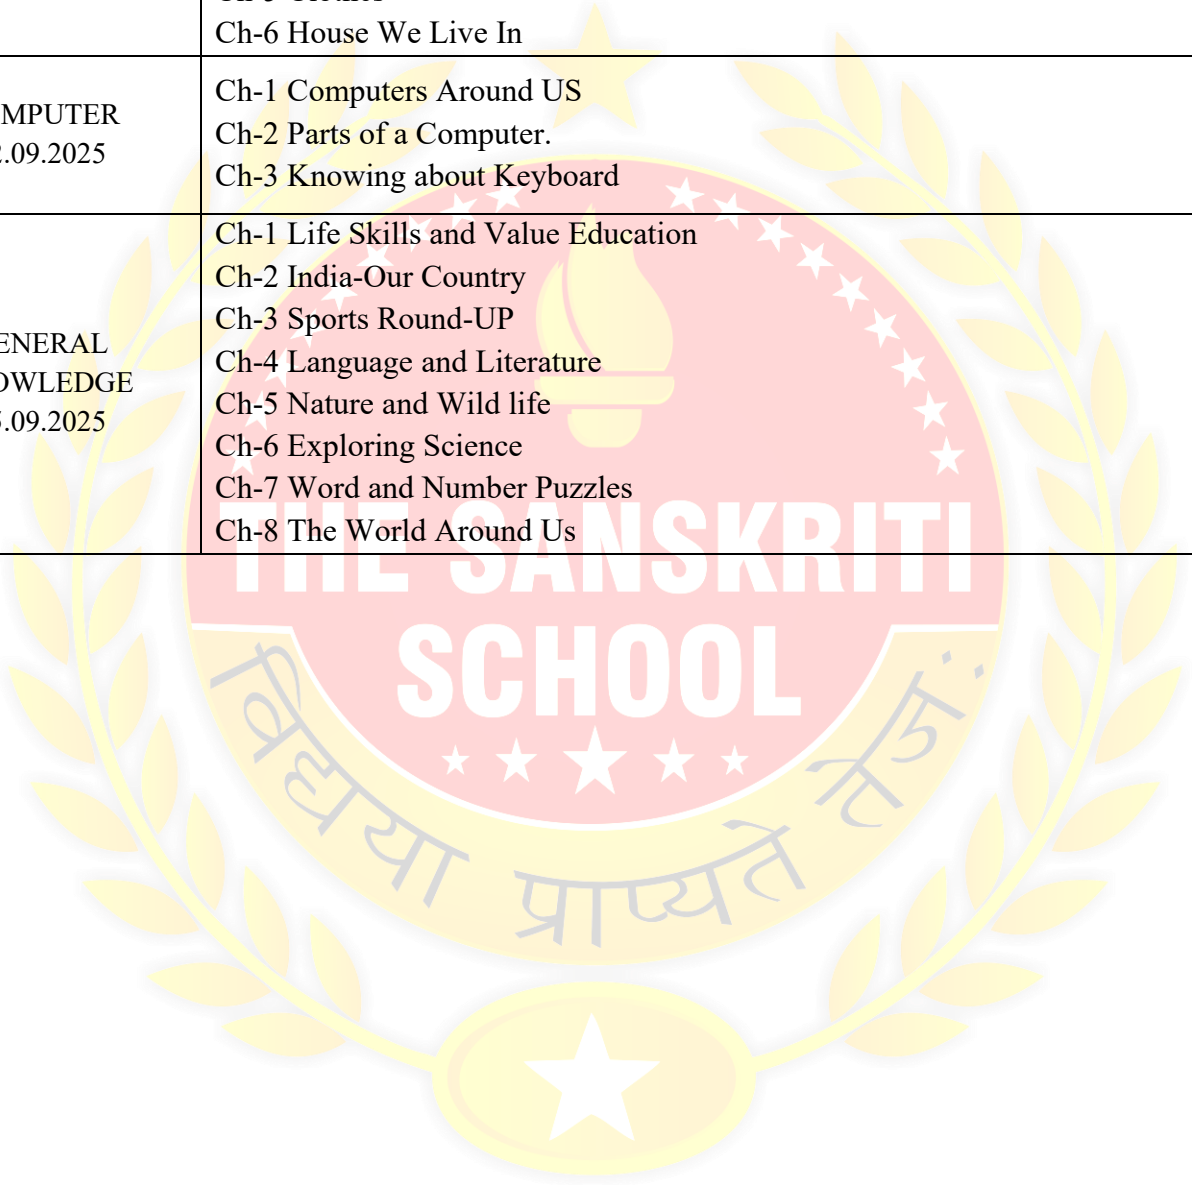 Ch-6 House We Live In
MPUTER
.09.2025
Ch-1 Computers Around US
Ch-2 Parts of a Computer.
Ch-3 Knowing about Keyboard
ENERAL
OWLEDGE
.09.2025
Ch-1 Life Skills and Value Education
Ch-2 India-Our Country
Ch-3 Sports Round-UP
Ch-4 Language and Literature
Ch-5 Nature and Wild life
Ch-6 Exploring Science
Ch-7 Word and Number Puzzles
Ch-8 The World Around Us
THE SANSKRITI
SCHOOL
विद्यया प्राप्यते तेजः